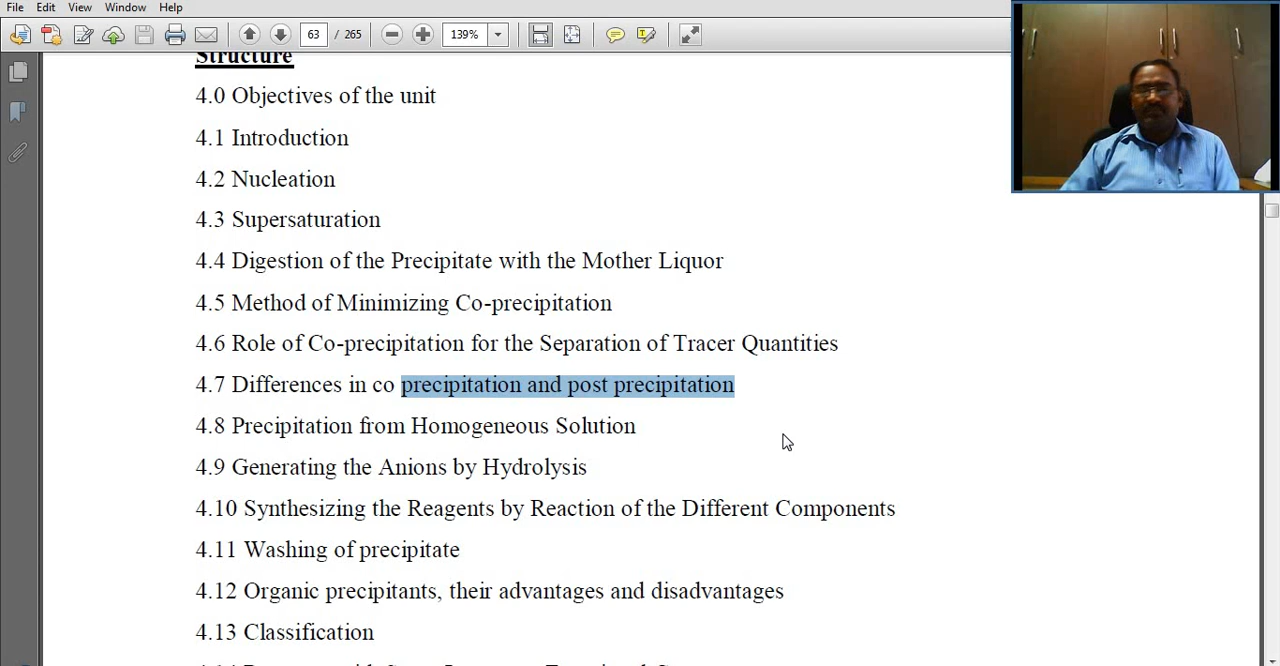 File Edit View Window Help
63 / 265 139%
Structure
4.0 Objectives of the unit
4.1 Introduction
4.2 Nucleation
4.3 Supersaturation
4.4 Digestion of the Precipitate with the Mother Liquor
4.5 Method of Minimizing Co-precipitation
4.6 Role of Co-precipitation for the Separation of Tracer Quantities
4.7 Differences in co precipitation and post precipitation
4.8 Precipitation from Homogeneous Solution
4.9 Generating the Anions by Hydrolysis
4.10 Synthesizing the Reagents by Reaction of the Different Components
4.11 Washing of precipitate
4.12 Organic precipitants, their advantages and disadvantages
4.13 Classification